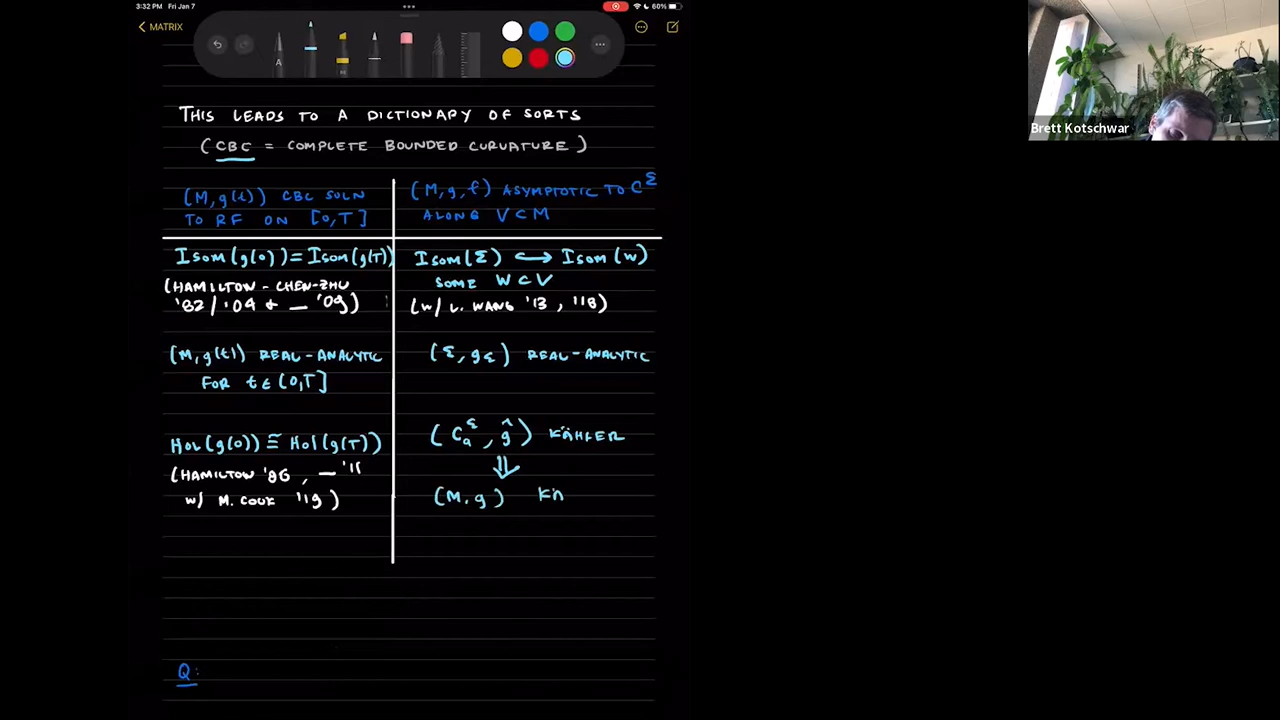 3:32 PM Fri Jan 7
60%
MATRIX
A
THIS LEADS TO A DICTIONARY OF SORTS
(CBC = COMPLETE BOUNDED CURVATURE)
(M, g(t)) CBC SOLN
TO RF ON [0,T]
Isom(g(0)) = Isom(g(T))
(HAMILTON - CHEN-ZHU
'82/'04 + — '09)
(M, g(t)) REAL-ANALYTIC
FOR t ∈ (0,T]
Hol(g(0)) ≅ Hol(g(T))
(HAMILTON '86, — '11
w/ M. COOK '19)
(M, g, f) ASYMPTOTIC TO C^Σ
ALONG V ⊂ M
Isom(Σ) ↔ Isom(W)
SOME W ⊂ V
(w/ L. WANG '13, '18)
(Σ, g_Σ) REAL-ANALYTIC
(C_a^Σ, ĝ) KÄHLER
⇓
(M, g) Kä
Q:
Brett Kotschwar